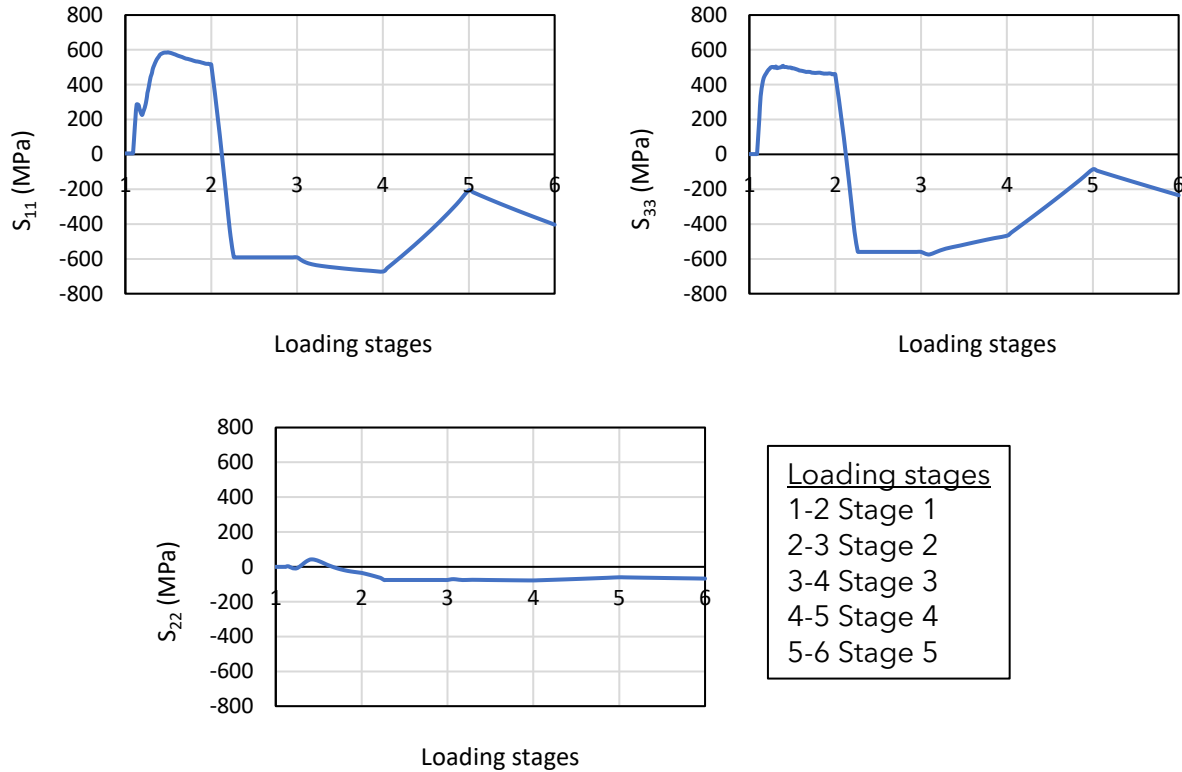 800
600
400
200
0
-200
-400
-600
-800
1 2 3 4 5 6
S11 (MPa)
Loading stages
800
600
400
200
0
-200
-400
-600
-800
1 2 3 4 5 6
S33 (MPa)
Loading stages
800
600
400
200
0
-200
-400
-600
-800
1 2 3 4 5 6
S22 (MPa)
Loading stages
Loading stages
1-2 Stage 1
2-3 Stage 2
3-4 Stage 3
4-5 Stage 4
5-6 Stage 5